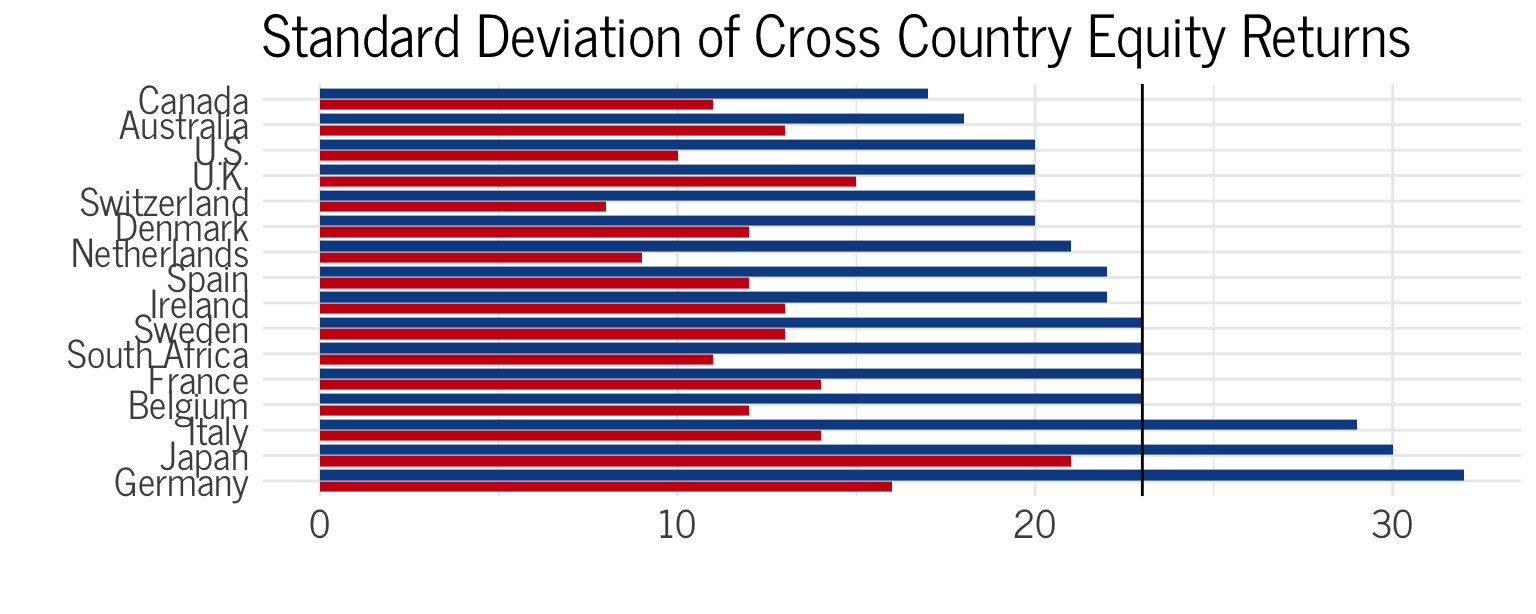 Standard Deviation of Cross Country Equity Returns
Canada
Australia
U.S.
U.K.
Switzerland
Denmark
Netherlands
Spain
Ireland
Sweden
South Africa
France
Belgium
Italy
Japan
Germany
0 10 20 30